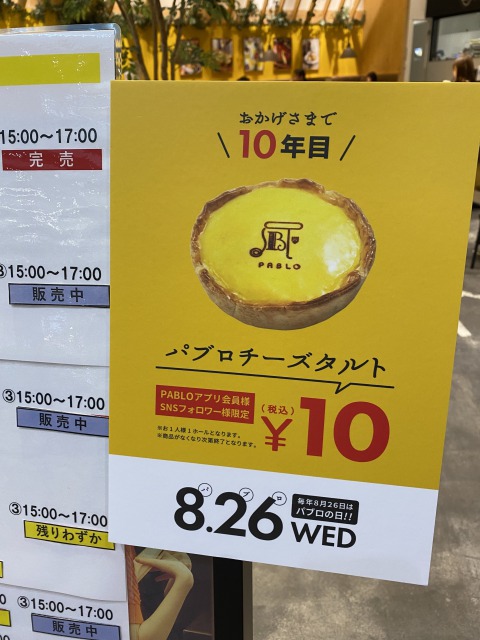 15:00〜17:00
完売
③15:00〜17:00
販売中
③15:00〜17:00
販売中
③15:00〜17:00
残りわずか
③15:00〜17:00
販売中
おかげさまで
10年目
PABLO
パブロチーズタルト
PABLOアプリ会員様
SNSフォロワー様限定
(税込)
¥10
※お1人様1ホールとなります。
※商品がなくなり次第終了となります。
パブロ
8.26 WED
毎年8月26日は
パブロの日!!